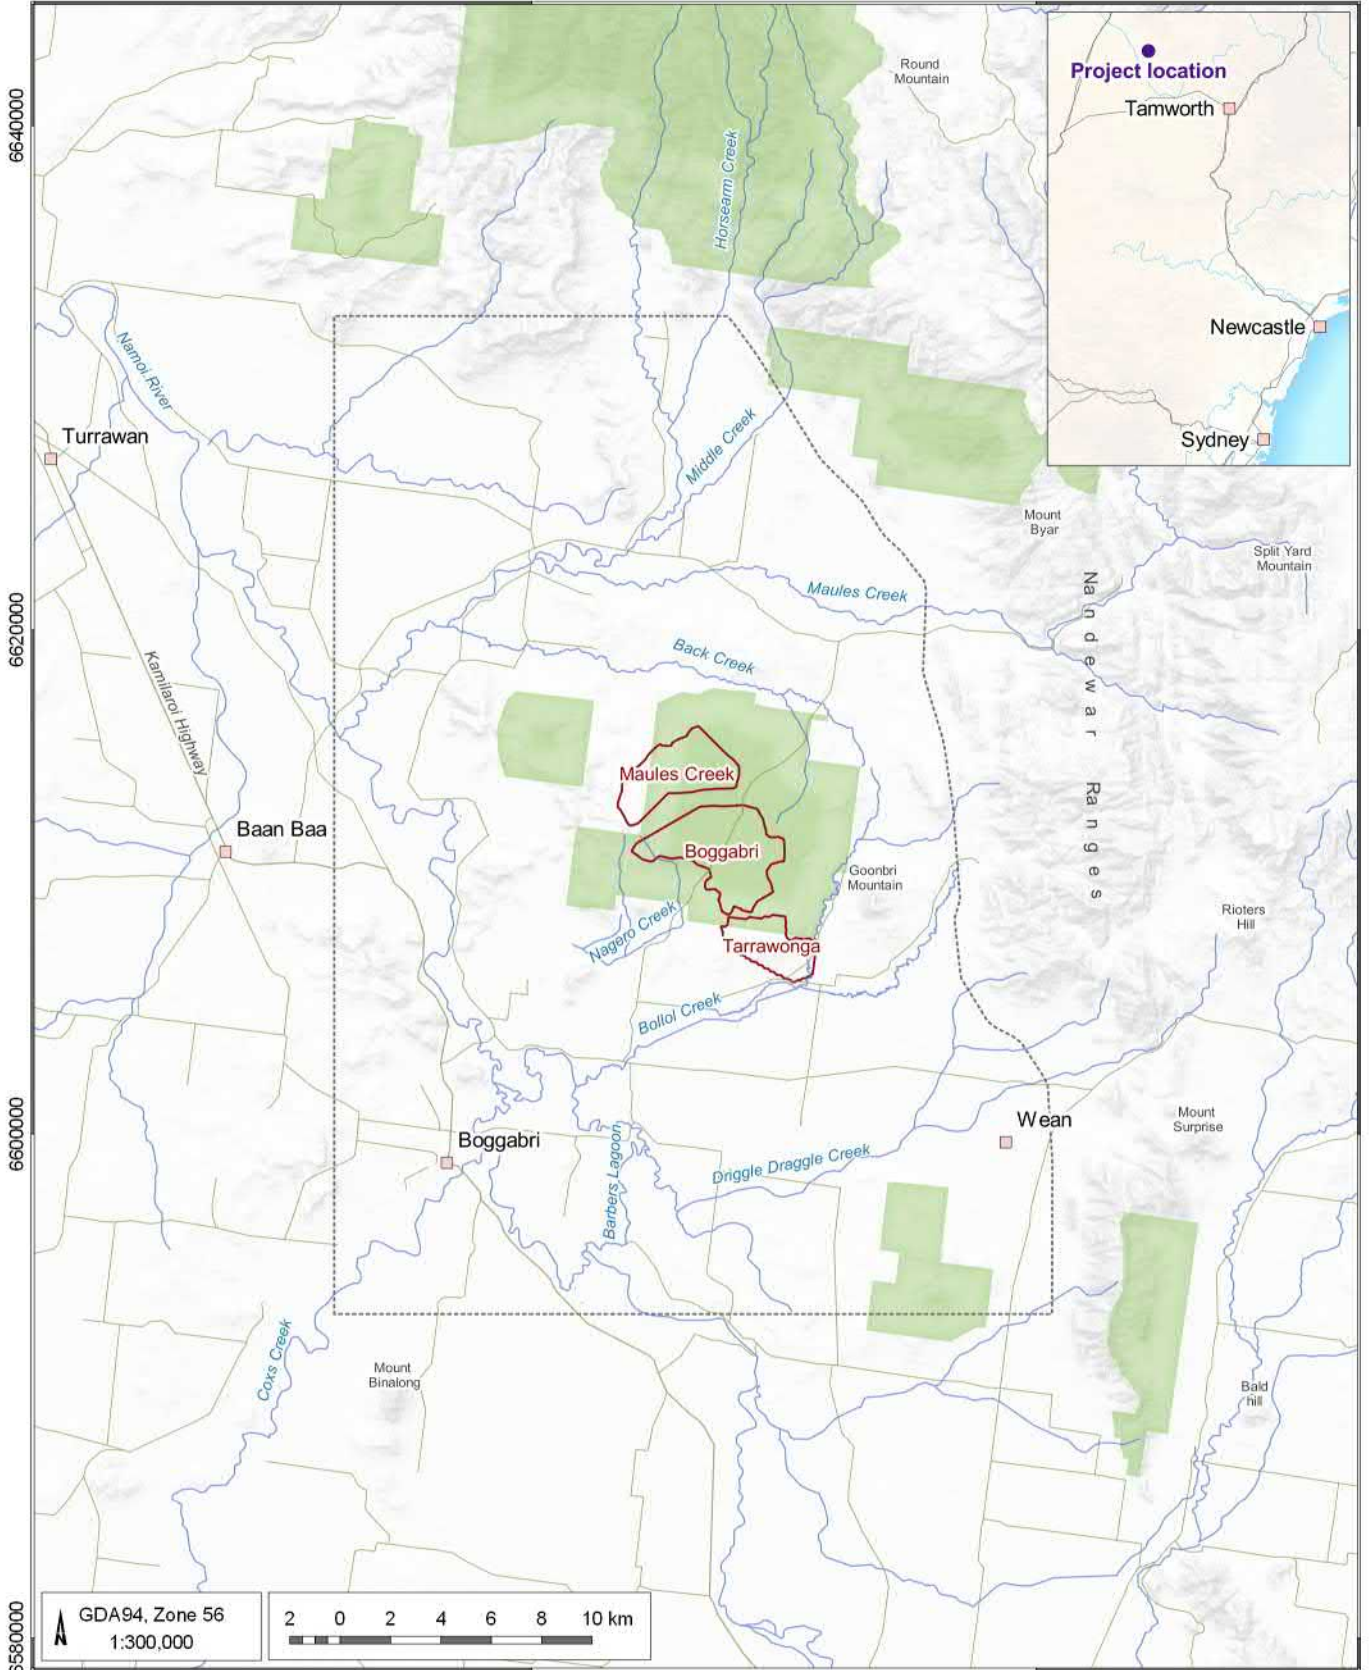 6640000
6620000
6600000
6580000
Round
Mountain
Project location
Tamworth
Newcastle
Sydney
Horsearm Creek
Namoi River
Turrawan
Middle Creek
Mount
Byar
Split Yard
Mountain
Maules Creek
Nandewar Ranges
Back Creek
Kamilaroi Highway
Maules Creek
Baan Baa
Boggabri
Goonbri
Mountain
Rioters
Hill
Nagero Creek
Tarrawonga
Bollol Creek
Wean
Mount
Surprise
Boggabri
Barbers Lagoon
Driggle Draggle Creek
Coxs Creek
Mount
Binalong
Bald
hill
N
GDA94, Zone 56
1:300,000
2 0 2 4 6 8 10 km